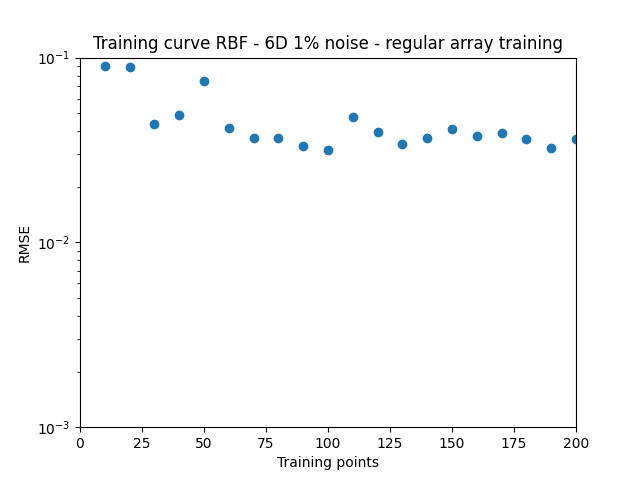 Training curve RBF - 6D 1% noise - regular array training
10⁻¹
10⁻²
10⁻³
RMSE
0 25 50 75 100 125 150 175 200
Training points